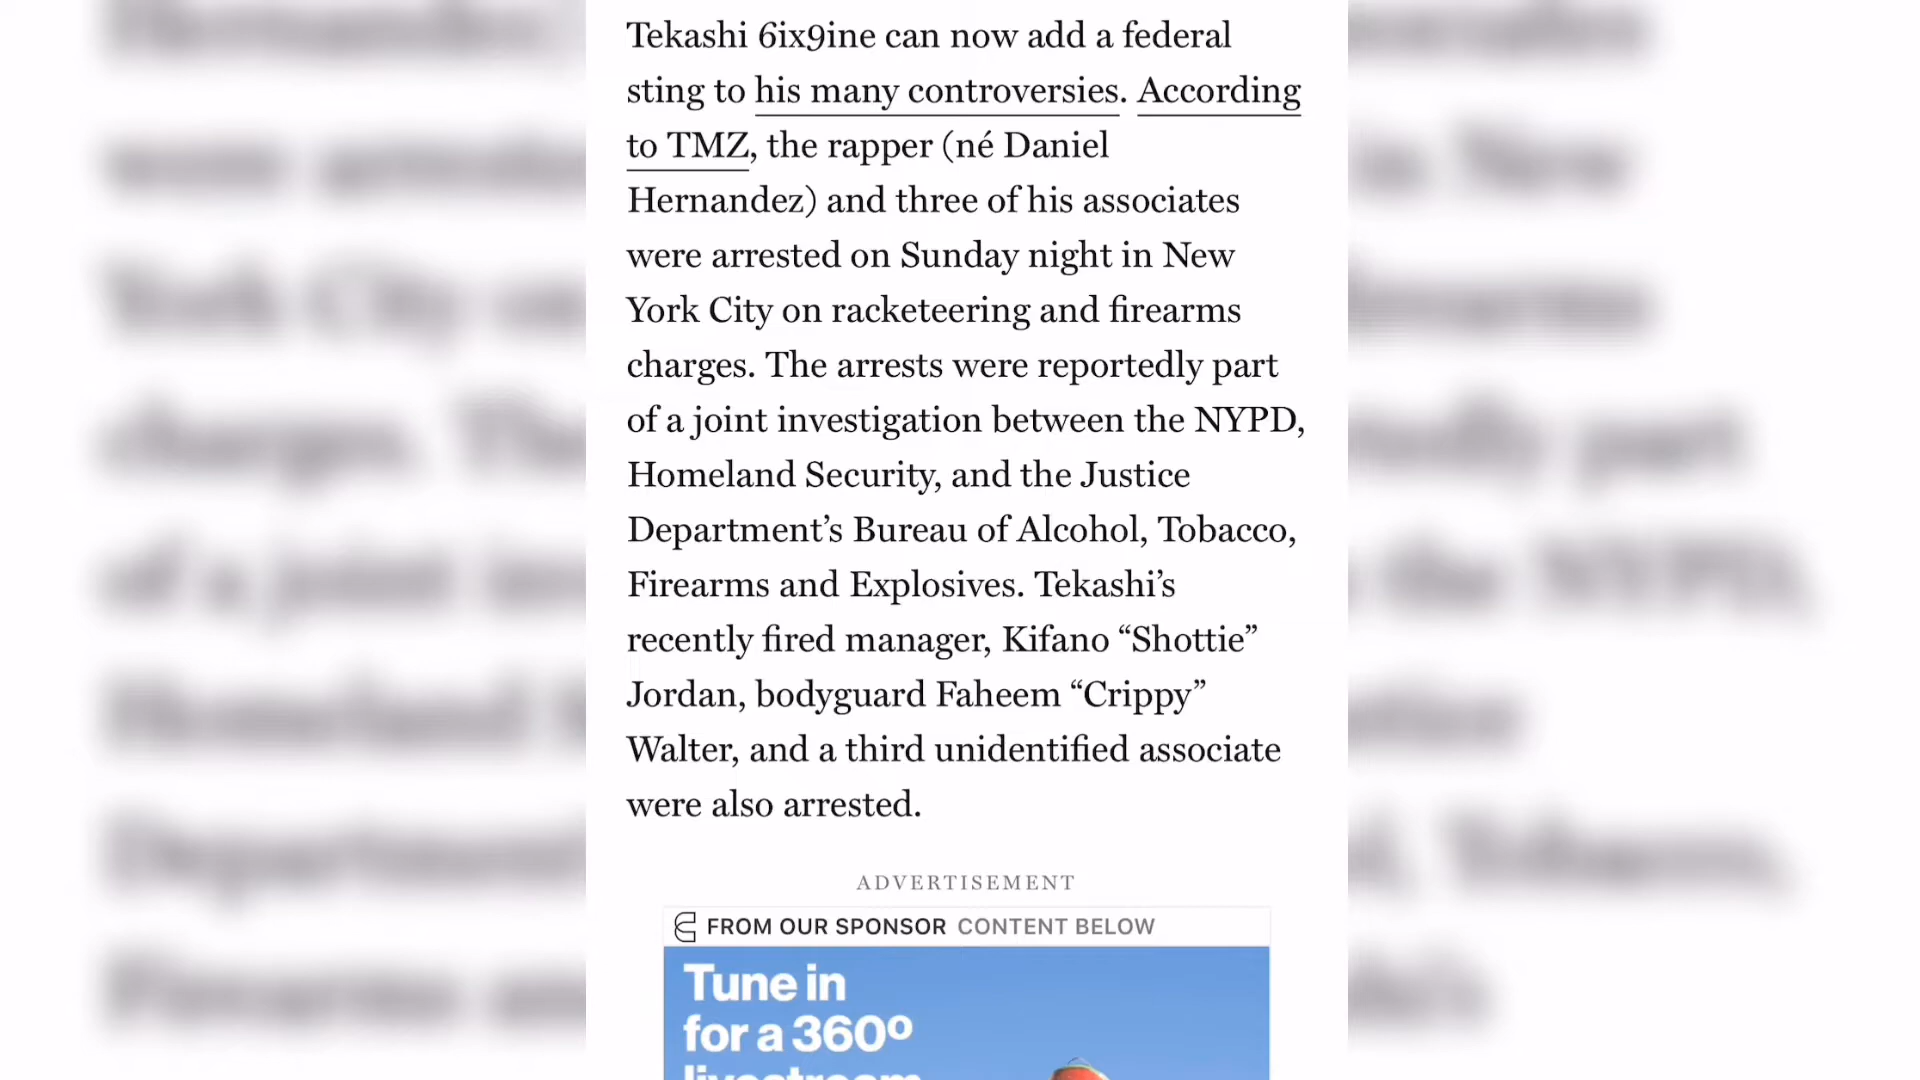 Tekashi 6ix9ine can now add a federal
sting to his many controversies. According
to TMZ, the rapper (né Daniel
Hernandez) and three of his associates
were arrested on Sunday night in New
York City on racketeering and firearms
charges. The arrests were reportedly part
of a joint investigation between the NYPD,
Homeland Security, and the Justice
Department’s Bureau of Alcohol, Tobacco,
Firearms and Explosives. Tekashi’s
recently fired manager, Kifano “Shottie”
Jordan, bodyguard Faheem “Crippy”
Walter, and a third unidentified associate
were also arrested.
ADVERTISEMENT
FROM OUR SPONSOR CONTENT BELOW
Tune in
for a 360º
livestream